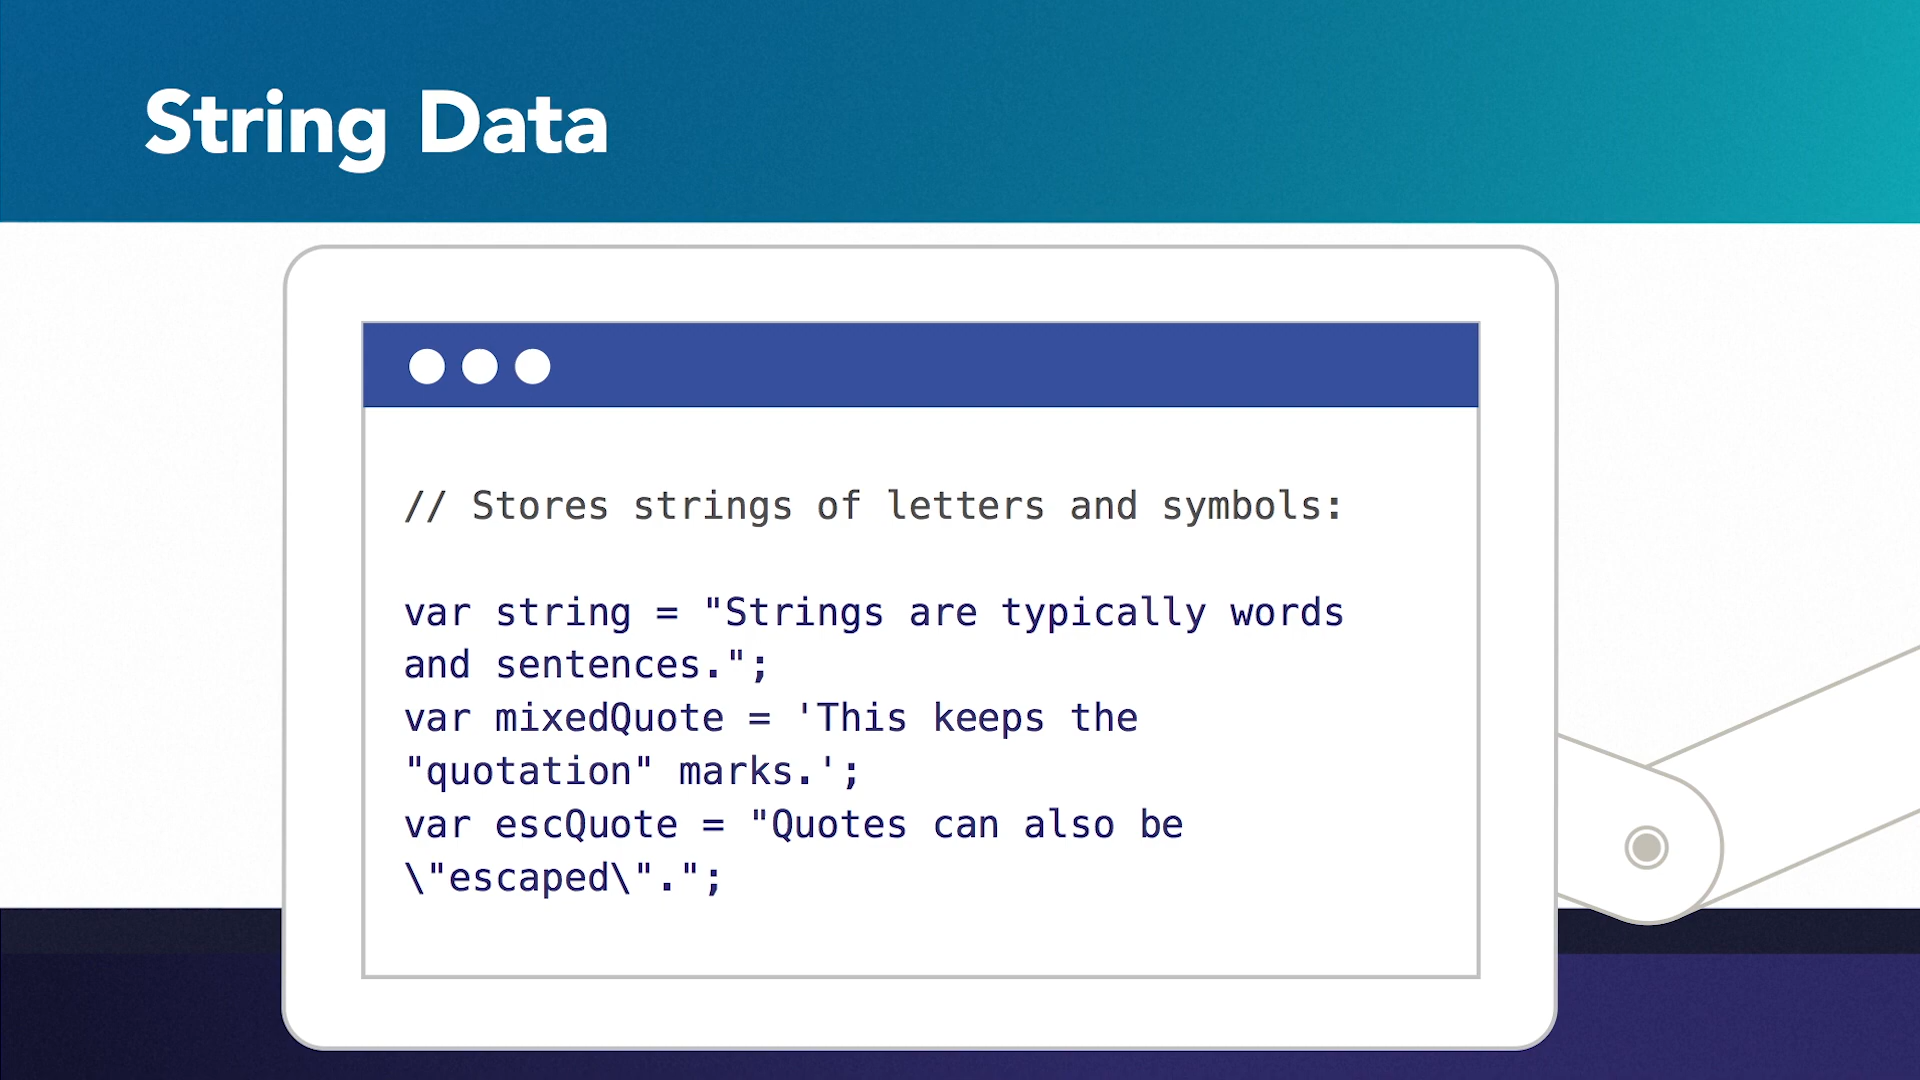 String Data
// Stores strings of letters and symbols:
var string = "Strings are typically words
and sentences.";
var mixedQuote = 'This keeps the
"quotation" marks.';
var escQuote = "Quotes can also be
\"escaped\".";